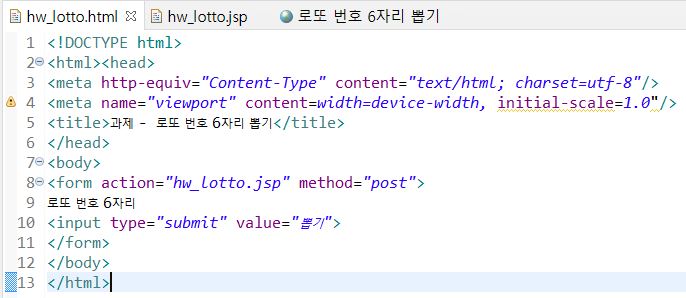 hw_lotto.html hw_lotto.jsp 로또 번호 6자리 뽑기
1 <!DOCTYPE html>
2 <html><head>
3 <meta http-equiv="Content-Type" content="text/html; charset=utf-8"/>
4 <meta name="viewport" content=width=device-width, initial-scale=1.0"/>
5 <title>과제 - 로또 번호 6자리 뽑기</title>
6 </head>
7 <body>
8 <form action="hw_lotto.jsp" method="post">
9 로또 번호 6자리
10 <input type="submit" value="뽑기">
11 </form>
12 </body>
13 </html>